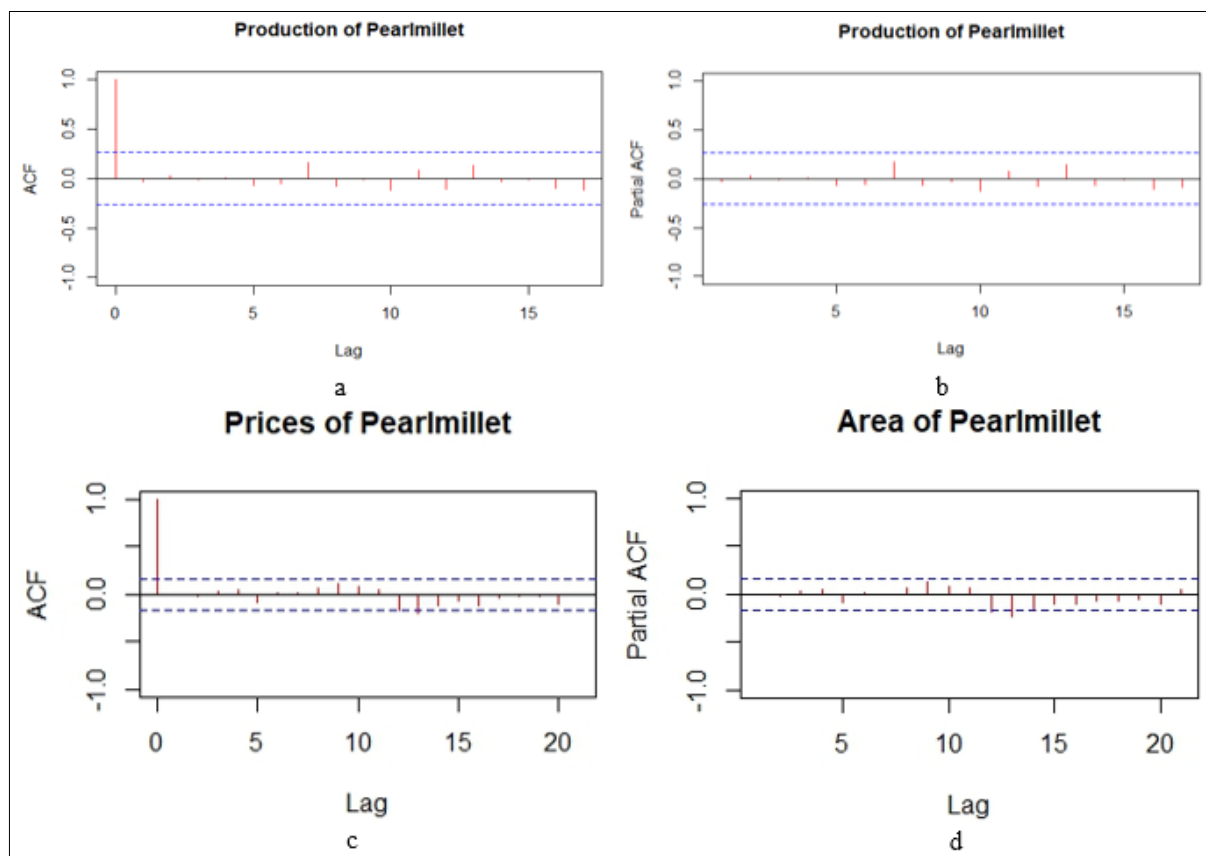 Production of Pearlmillet
ACF
1.0
0.5
0.0
-0.5
-1.0
0 5 10 15
Lag
a
Production of Pearlmillet
Partial ACF
1.0
0.5
0.0
-0.5
-1.0
5 10 15
Lag
b
Prices of Pearlmillet
ACF
1.0
0.0
-1.0
0 5 10 15 20
Lag
c
Area of Pearlmillet
Partial ACF
1.0
0.0
-1.0
5 10 15 20
Lag
d